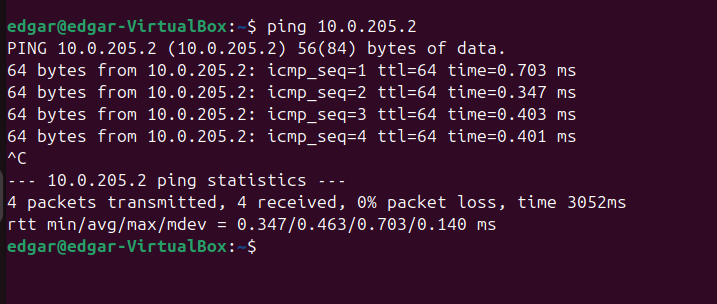 edgar@edgar-VirtualBox:~$ ping 10.0.205.2
PING 10.0.205.2 (10.0.205.2) 56(84) bytes of data.
64 bytes from 10.0.205.2: icmp_seq=1 ttl=64 time=0.703 ms
64 bytes from 10.0.205.2: icmp_seq=2 ttl=64 time=0.347 ms
64 bytes from 10.0.205.2: icmp_seq=3 ttl=64 time=0.403 ms
64 bytes from 10.0.205.2: icmp_seq=4 ttl=64 time=0.401 ms
^C
--- 10.0.205.2 ping statistics ---
4 packets transmitted, 4 received, 0% packet loss, time 3052ms
rtt min/avg/max/mdev = 0.347/0.463/0.703/0.140 ms
edgar@edgar-VirtualBox:~$